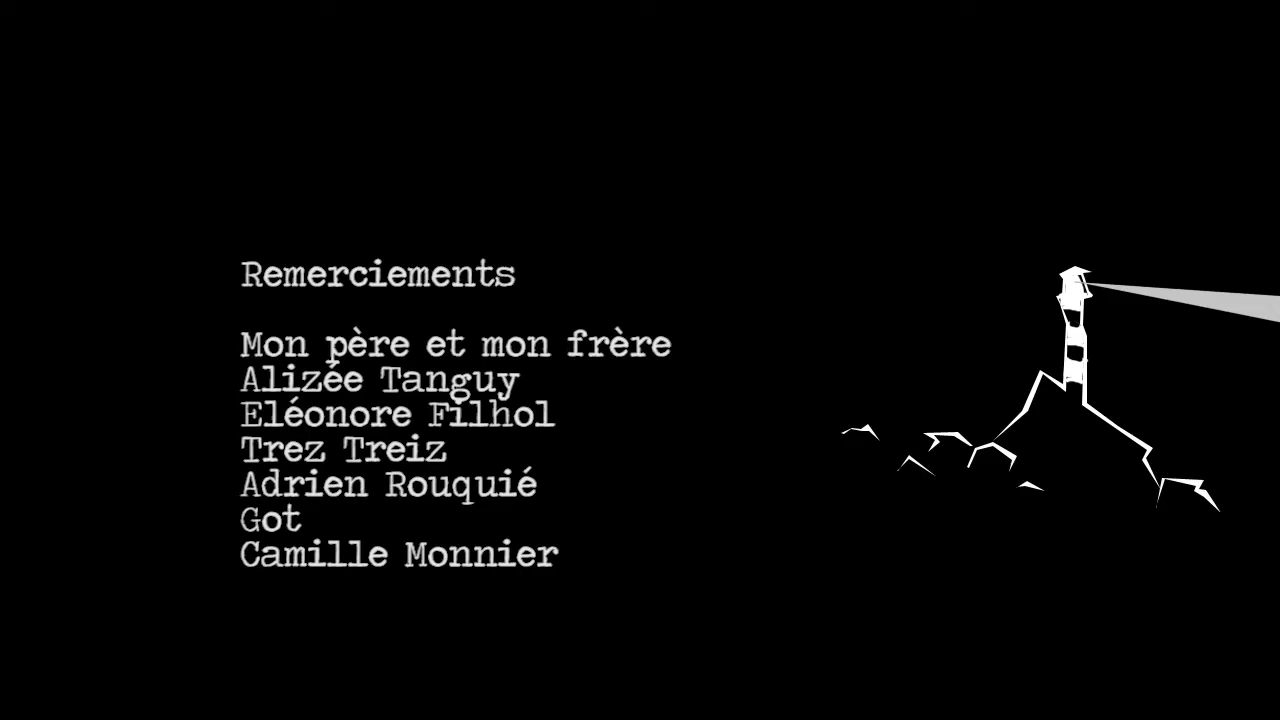 Remerciements
Mon père et mon frère
Alizée Tanguy
Eléonore Filhol
Trez Treiz
Adrien Rouquié
Got
Camille Monnier